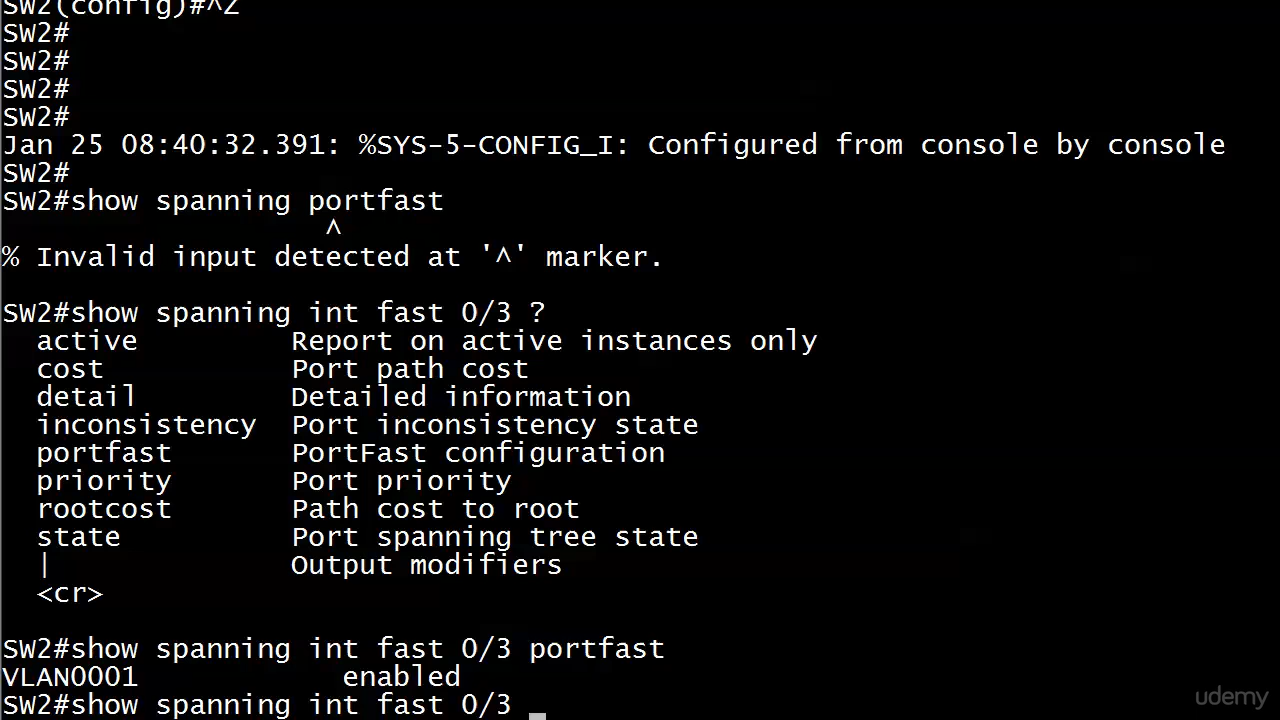 SW2(config)#^Z
SW2#
SW2#
SW2#
SW2#
Jan 25 08:40:32.391: %SYS-5-CONFIG_I: Configured from console by console
SW2#
SW2#show spanning portfast
^
% Invalid input detected at '^' marker.
SW2#show spanning int fast 0/3 ?
active Report on active instances only
cost Port path cost
detail Detailed information
inconsistency Port inconsistency state
portfast PortFast configuration
priority Port priority
rootcost Path cost to root
state Port spanning tree state
| Output modifiers
<cr>
SW2#show spanning int fast 0/3 portfast
VLAN0001 enabled
SW2#show spanning int fast 0/3
udemy